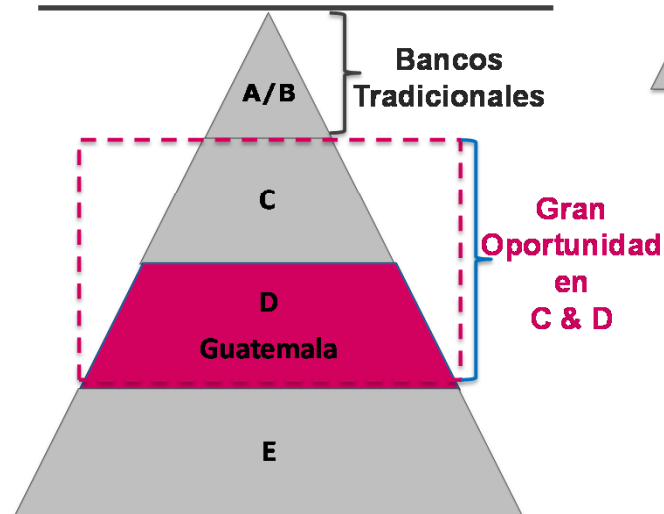 Bancos
Tradicionales
A/B
C
Gran
Oportunidad
en
C & D
D
Guatemala
E